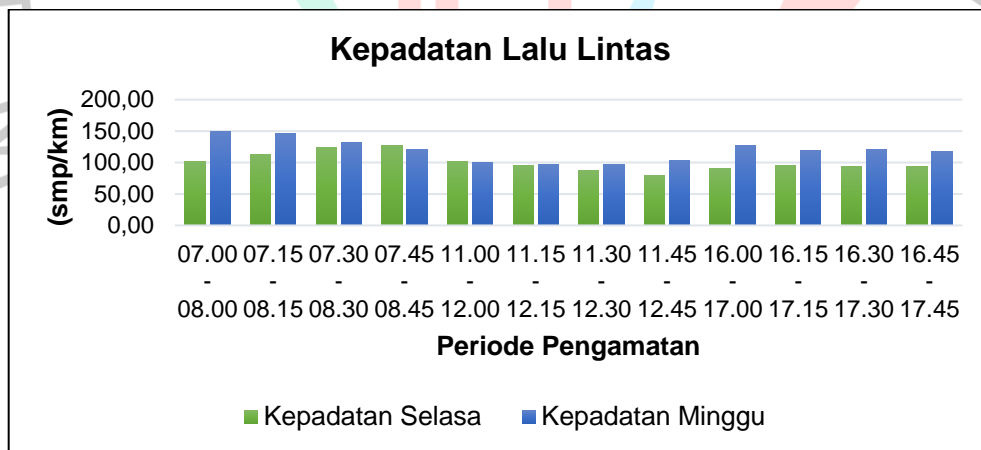 Kepadatan Lalu Lintas
(smp/km)
200,00
150,00
100,00
50,00
0,00
07.00 07.15 07.30 07.45 11.00 11.15 11.30 11.45 16.00 16.15 16.30 16.45
- - - - - - - - - - - -
08.00 08.15 08.30 08.45 12.00 12.15 12.30 12.45 17.00 17.15 17.30 17.45
Periode Pengamatan
Kepadatan Selasa Kepadatan Minggu